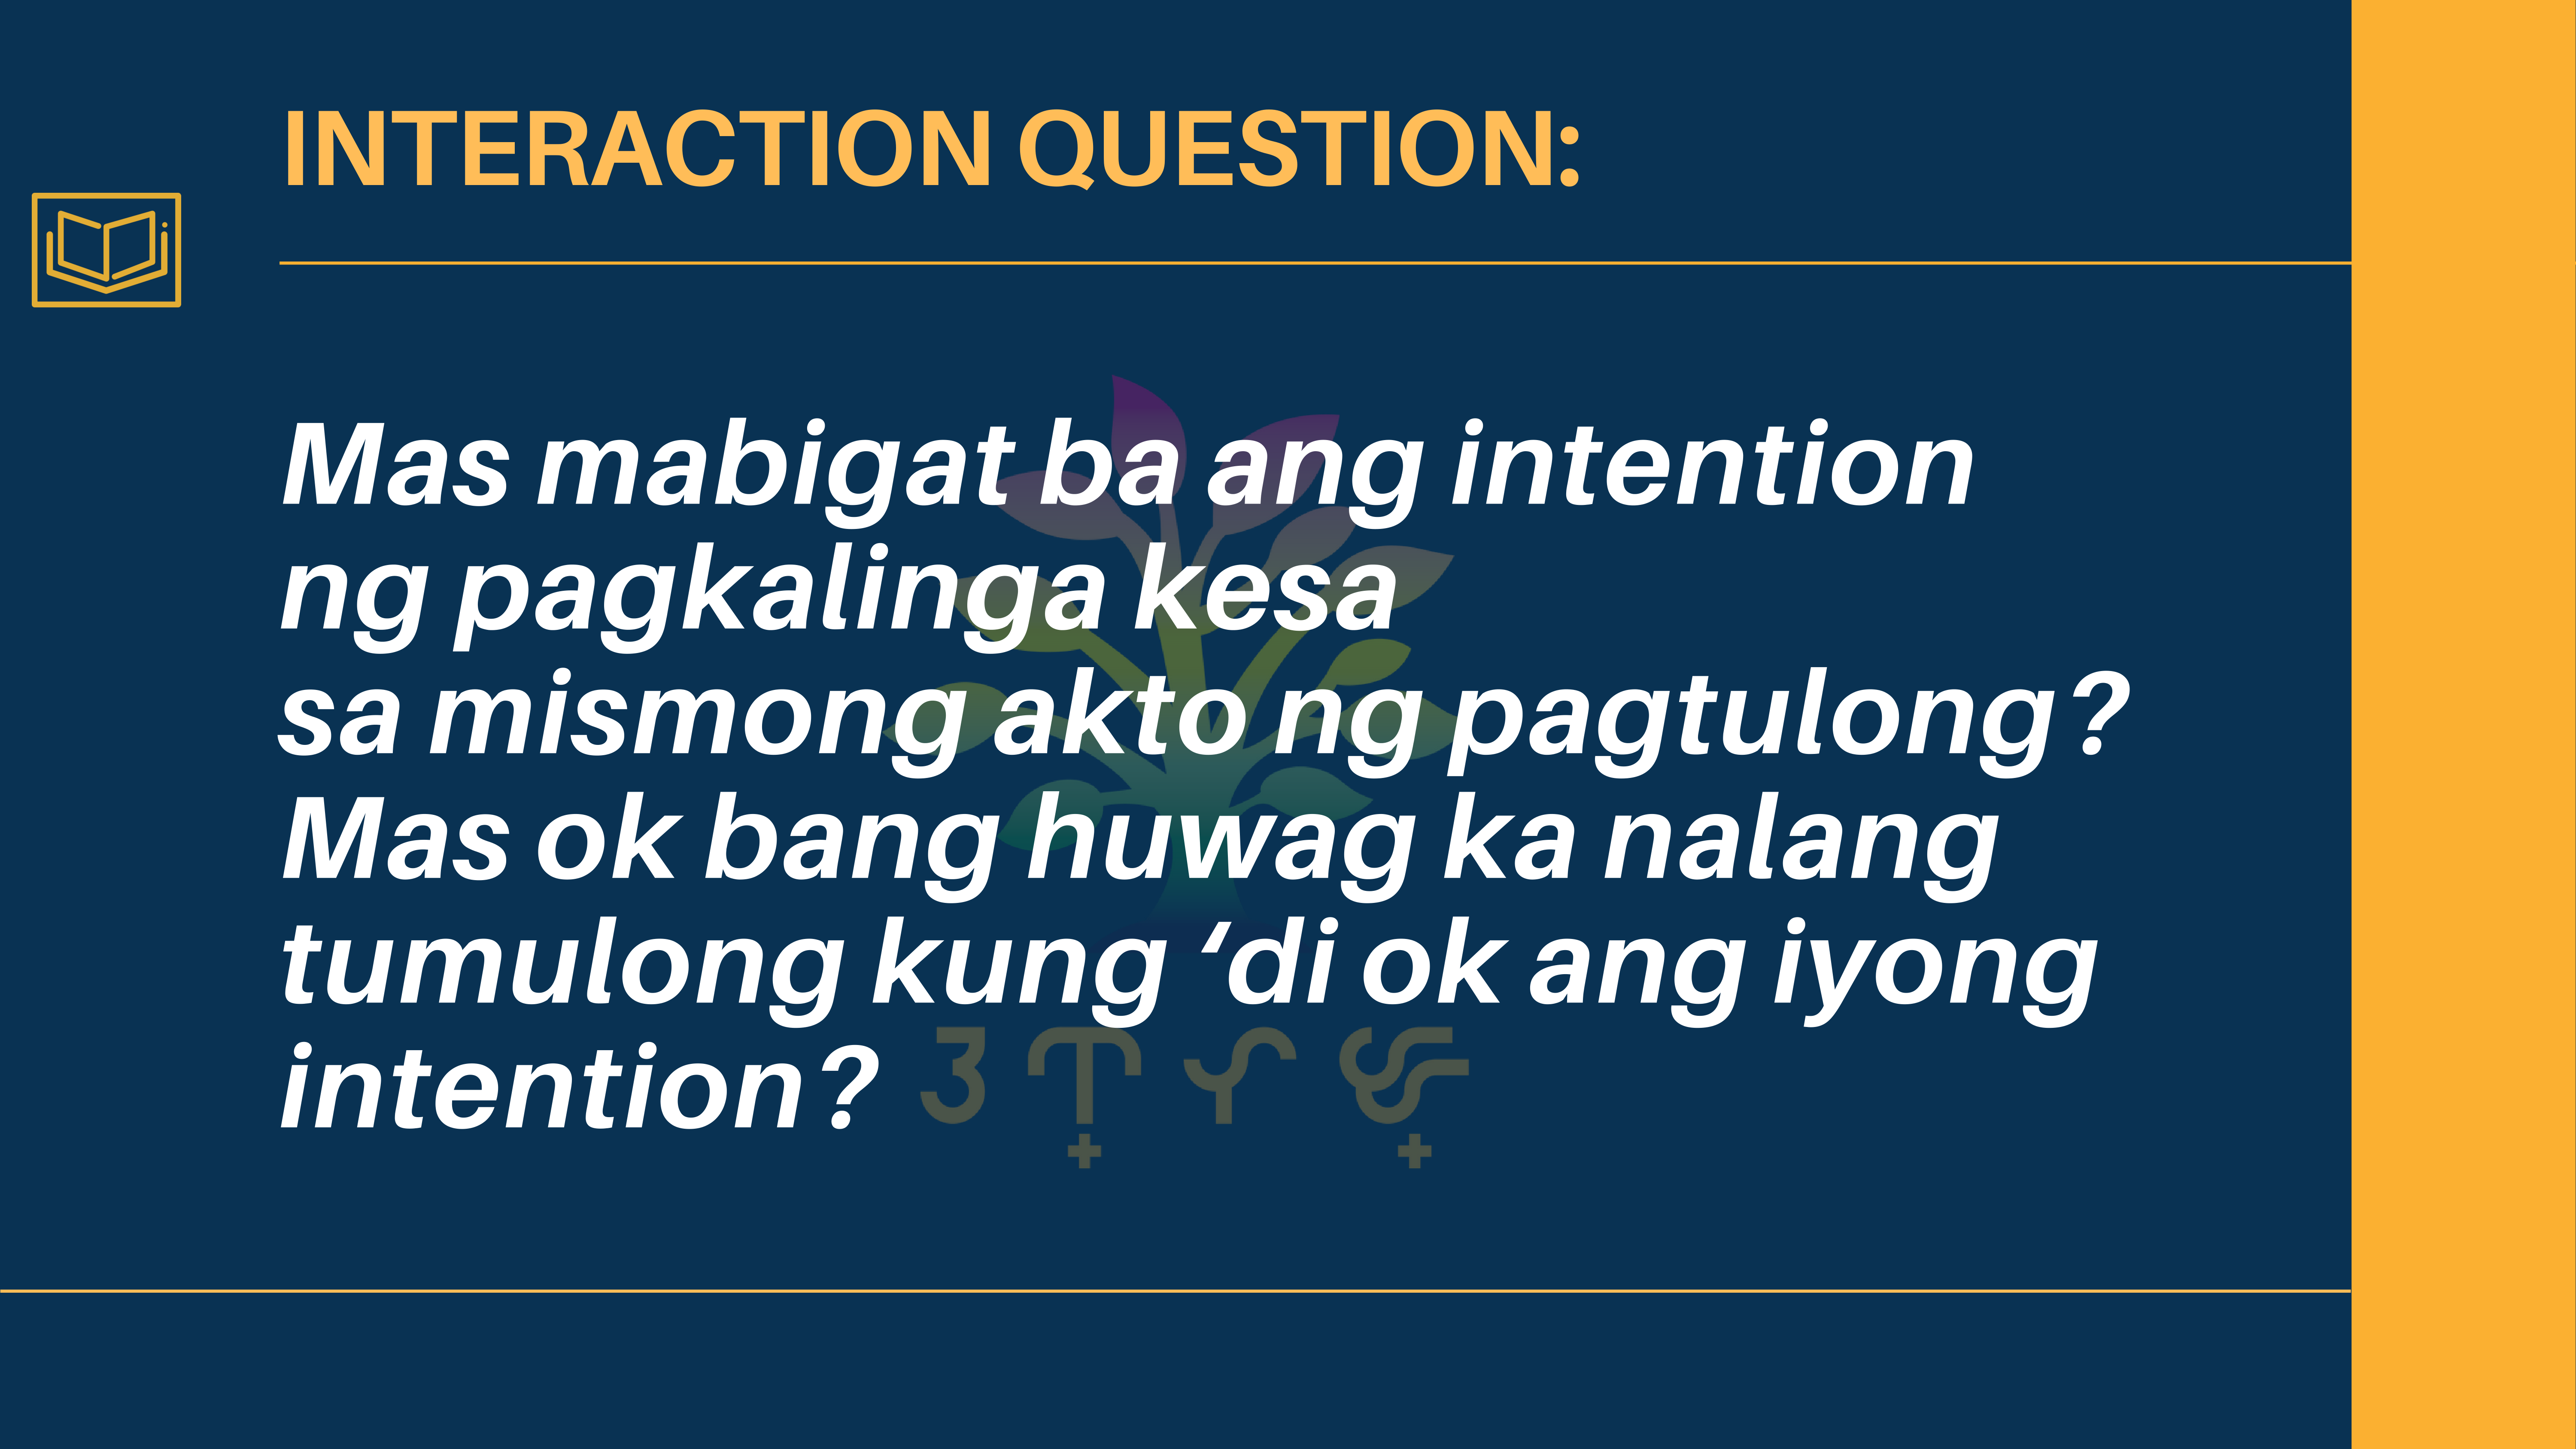 INTERACTION QUESTION:
Mas mabigat ba ang intention
ng pagkalinga kesa
sa mismong akto ng pagtulong?
Mas ok bang huwag ka nalang
tumulong kung ‘di ok ang iyong
intention?